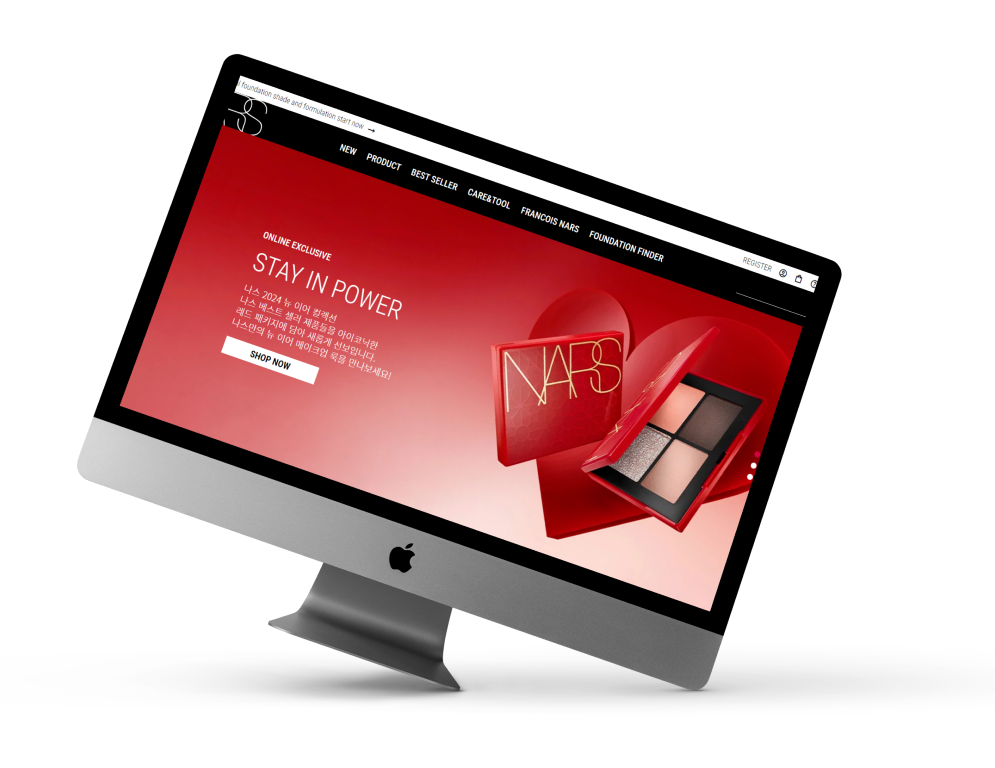 foundation shade and formulation start now →
REGISTER
NEW PRODUCT BEST SELLER CARE&TOOL FRANCOIS NARS FOUNDATION FINDER
ONLINE EXCLUSIVE
STAY IN POWER
나스 2024 뉴 이어 컬렉션
나스 베스트 셀러 제품들을 아이코닉한
레드 패키지에 담아 새롭게 선보입니다.
나스만의 뉴 이어 메이크업 룩을 만나보세요!
SHOP NOW
NARS